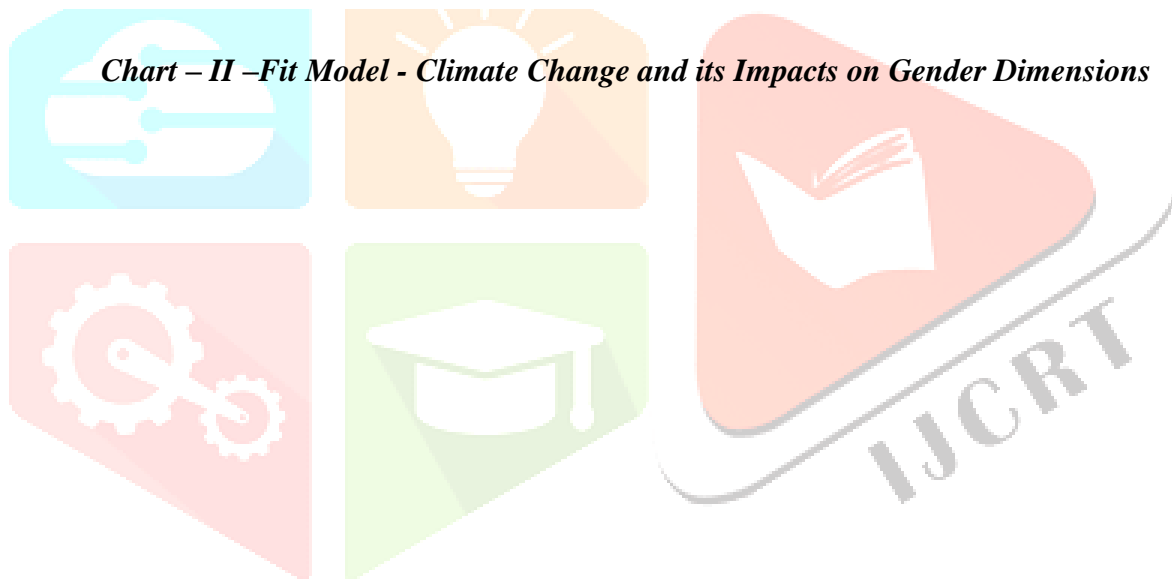 Chart – II –Fit Model - Climate Change and its Impacts on Gender Dimensions
IJCRT